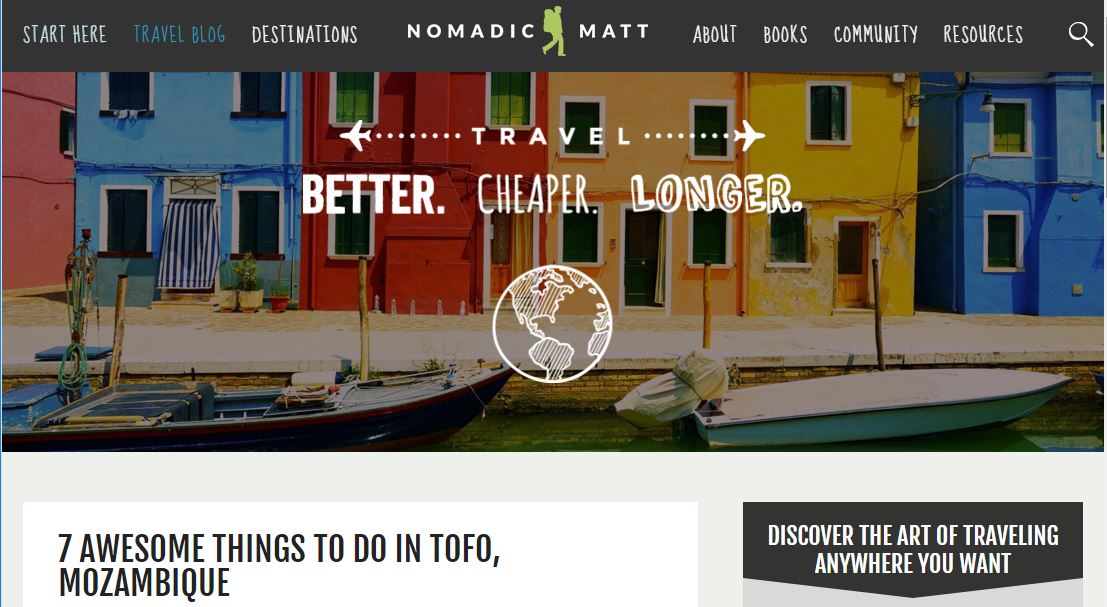 START HERE TRAVEL BLOG DESTINATIONS NOMADIC MATT ABOUT BOOKS COMMUNITY RESOURCES
TRAVEL
BETTER. CHEAPER. LONGER.
7 AWESOME THINGS TO DO IN TOFO,
MOZAMBIQUE
DISCOVER THE ART OF TRAVELING
ANYWHERE YOU WANT